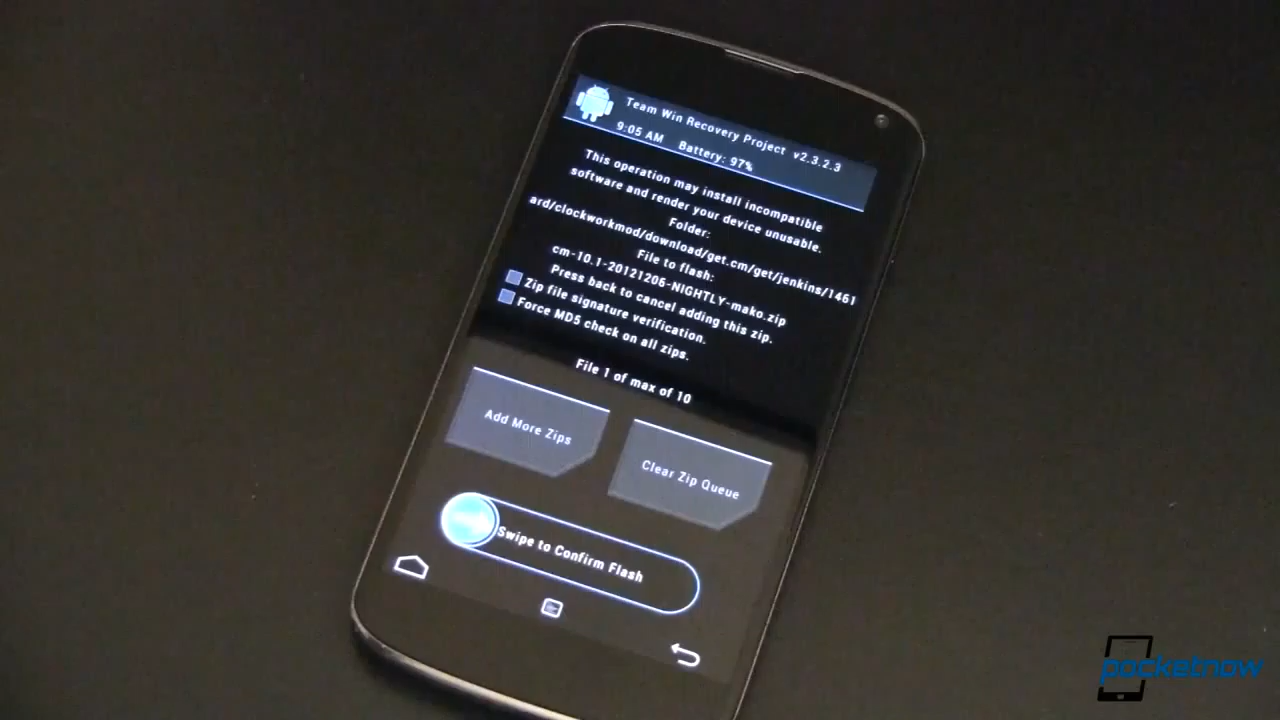 Team Win Recovery Project v2.3.2.3
9:05 AM Battery: 97%
This operation may install incompatible
software and render your device unusable.
Folder:
ard/clockworkmod/download/get.cm/get/jenkins/1461
File to flash:
cm-10.1-20121206-NIGHTLY-mako.zip
Press back to cancel adding this zip.
Zip file signature verification.
Force MD5 check on all zips.
File 1 of max of 10
Add More Zips
Clear Zip Queue
Swipe to Confirm Flash
pocketnow